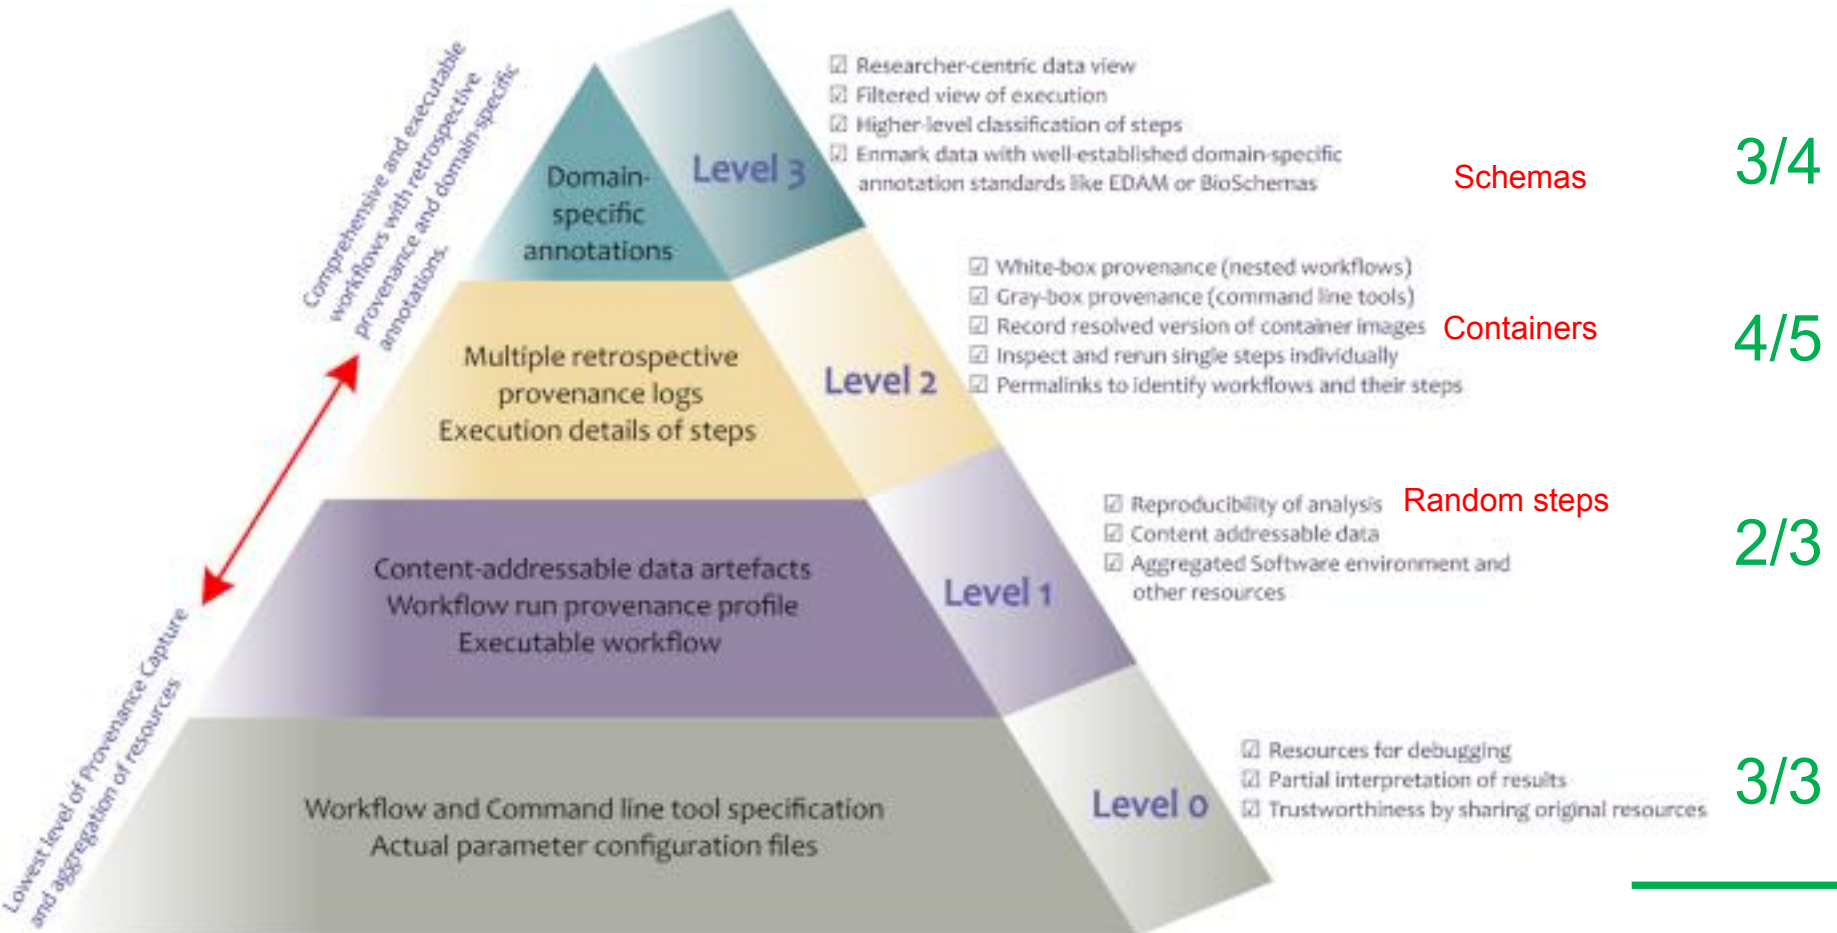 Comprehensive and executable
workflows with retrospective
provenance and domain-specific
annotations.
Domain-
specific
annotations
Level 3
☑ Researcher-centric data view
☑ Filtered view of execution
☑ Higher-level classification of steps
☑ Enmark data with well-established domain-specific
annotation standards like EDAM or BioSchemas
Schemas
3/4
Multiple retrospective
provenance logs
Execution details of steps
Level 2
☑ White-box provenance (nested workflows)
☑ Gray-box provenance (command line tools)
☑ Record resolved version of container images
Containers
☑ Inspect and rerun single steps individually
☑ Permalinks to identify workflows and their steps
4/5
Content-addressable data artefacts
Workflow run provenance profile
Executable workflow
Level 1
☑ Reproducibility of analysis
Random steps
☑ Content addressable data
☑ Aggregated Software environment and
other resources
2/3
Lowest level of Provenance Capture
and aggregation of resources
Workflow and Command line tool specification
Actual parameter configuration files
Level 0
☑ Resources for debugging
☑ Partial interpretation of results
☑ Trustworthiness by sharing original resources
3/3